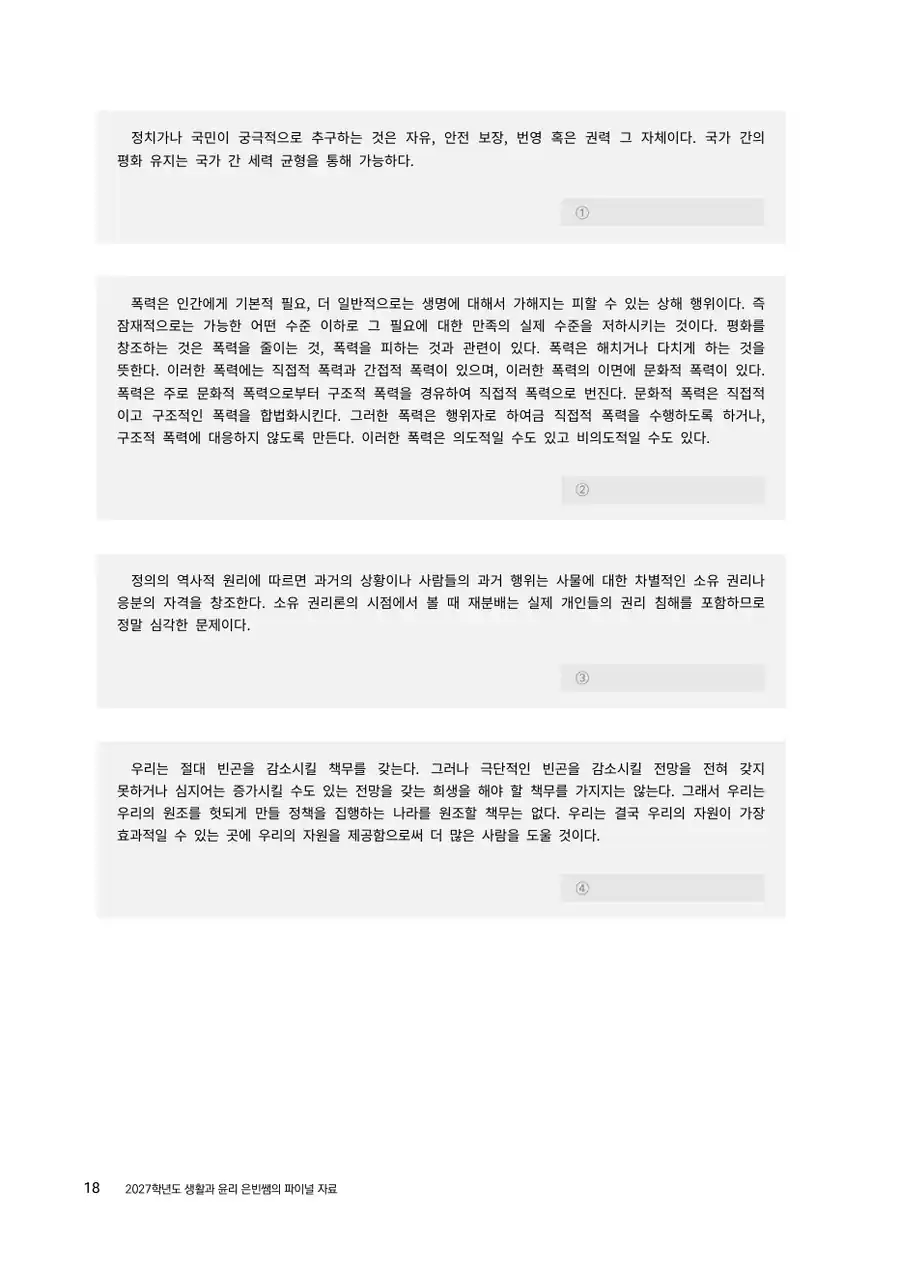 정치가나 국민이 궁극적으로 추구하는 것은 자유, 안전 보장, 번영 혹은 권력 그 자체이다. 국가 간의
평화 유지는 국가 간 세력 균형을 통해 가능하다.
①
폭력은 인간에게 기본적 필요, 더 일반적으로는 생명에 대해서 가해지는 피할 수 있는 상해 행위이다. 즉
잠재적으로는 가능한 어떤 수준 이하로 그 필요에 대한 만족의 실제 수준을 저하시키는 것이다. 평화를
창조하는 것은 폭력을 줄이는 것, 폭력을 피하는 것과 관련이 있다. 폭력은 해치거나 다치게 하는 것을
뜻한다. 이러한 폭력에는 직접적 폭력과 간접적 폭력이 있으며, 이러한 폭력의 이면에 문화적 폭력이 있다.
폭력은 주로 문화적 폭력으로부터 구조적 폭력을 경유하여 직접적 폭력으로 번진다. 문화적 폭력은 직접적
이고 구조적인 폭력을 합법화시킨다. 그러한 폭력은 행위자로 하여금 직접적 폭력을 수행하도록 하거나,
구조적 폭력에 대응하지 않도록 만든다. 이러한 폭력은 의도적일 수도 있고 비의도적일 수도 있다.
②
정의의 역사적 원리에 따르면 과거의 상황이나 사람들의 과거 행위는 사물에 대한 차별적인 소유 권리나
응분의 자격을 창조한다. 소유 권리론의 시점에서 볼 때 재분배는 실제 개인들의 권리 침해를 포함하므로
정말 심각한 문제이다.
③
우리는 절대 빈곤을 감소시킬 책무를 갖는다. 그러나 극단적인 빈곤을 감소시킬 전망을 전혀 갖지
못하거나 심지어는 증가시킬 수도 있는 전망을 갖는 희생을 해야 할 책무를 가지지는 않는다. 그래서 우리는
우리의 원조를 헛되게 만들 정책을 집행하는 나라를 원조할 책무는 없다. 우리는 결국 우리의 자원이 가장
효과적일 수 있는 곳에 우리의 자원을 제공함으로써 더 많은 사람을 도울 것이다.
④
18 2027학년도 생활과 윤리 은빈쌤의 파이널 자료